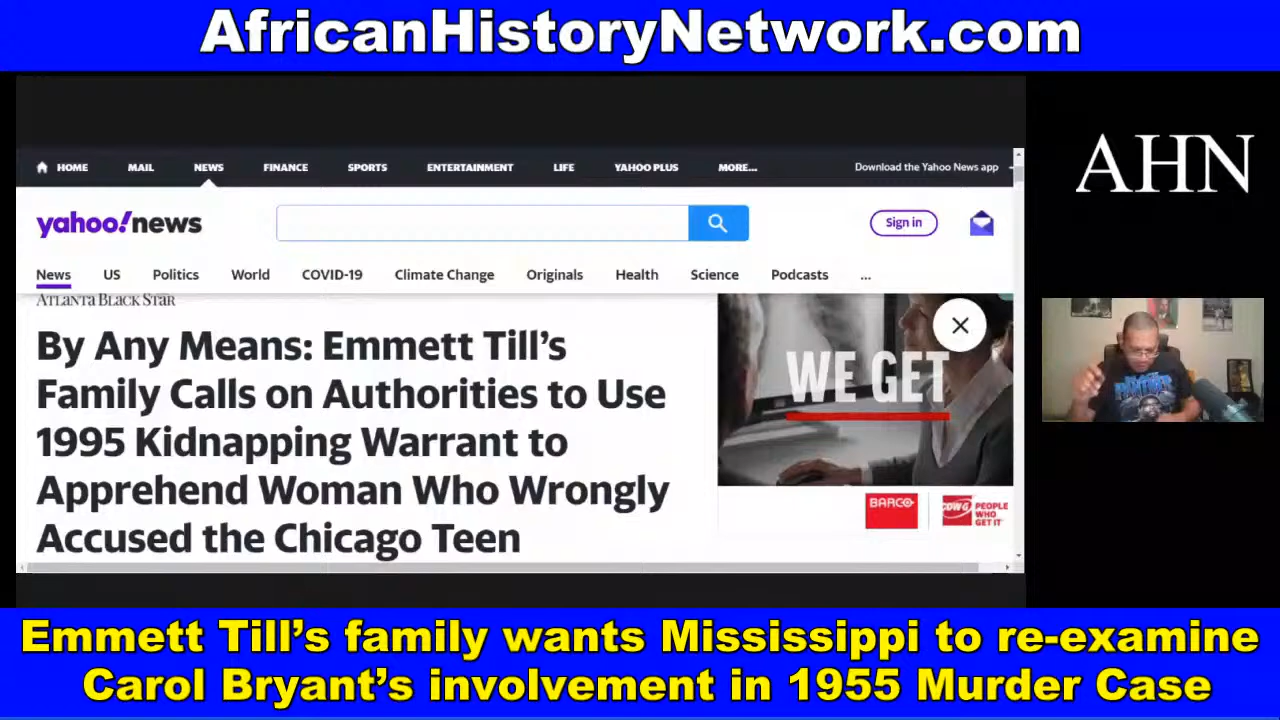 AfricanHistoryNetwork.com
AHN
HOME MAIL NEWS FINANCE SPORTS ENTERTAINMENT LIFE YAHOO PLUS MORE... Download the Yahoo News app
yahoo!news
Sign in
News US Politics World COVID-19 Climate Change Originals Health Science Podcasts ...
ATLANTA BLACK STAR
By Any Means: Emmett Till's
Family Calls on Authorities to Use
1995 Kidnapping Warrant to
Apprehend Woman Who Wrongly
Accused the Chicago Teen
WE GET
BARCO
CDWG PEOPLE
WHO
GET IT
Emmett Till's family wants Mississippi to re-examine
Carol Bryant's involvement in 1955 Murder Case